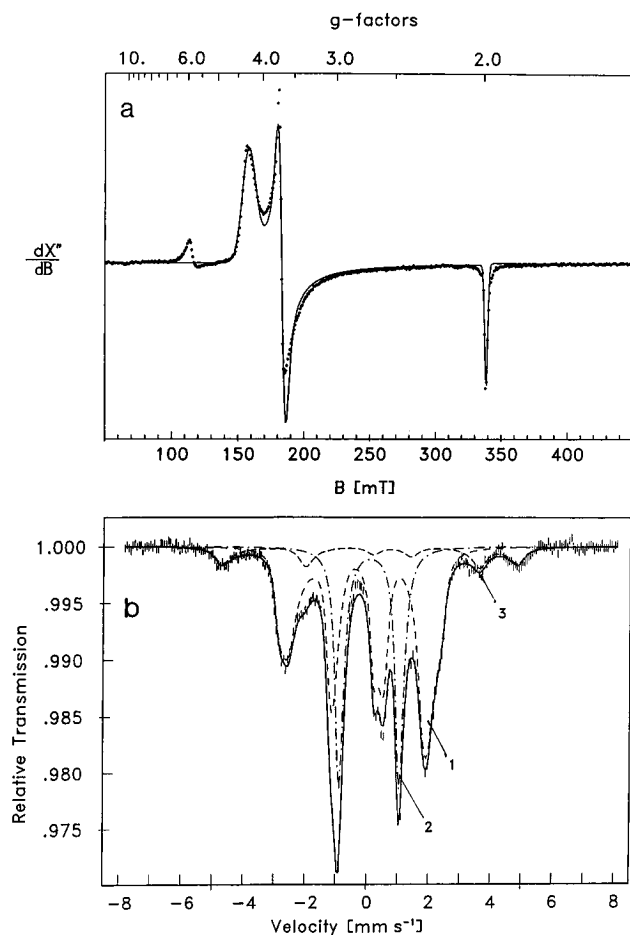 g-factors
10. 6.0 4.0 3.0 2.0
a
dX"
dB
100 150 200 250 300 350 400
B [mT]
b
1.000
.995
.990
.985
.980
.975
Relative Transmission
3
1
2
-8 -6 -4 -2 0 2 4 6 8
Velocity [mm s⁻¹]